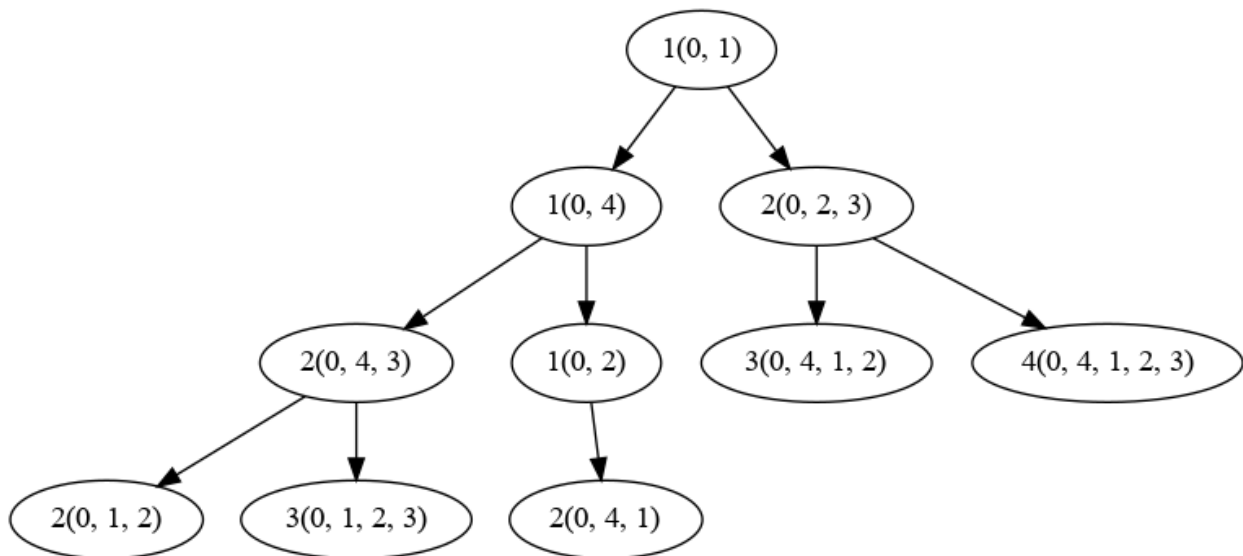 1(0, 1)
1(0, 4)
2(0, 2, 3)
2(0, 4, 3)
1(0, 2)
3(0, 4, 1, 2)
4(0, 4, 1, 2, 3)
2(0, 1, 2)
3(0, 1, 2, 3)
2(0, 4, 1)